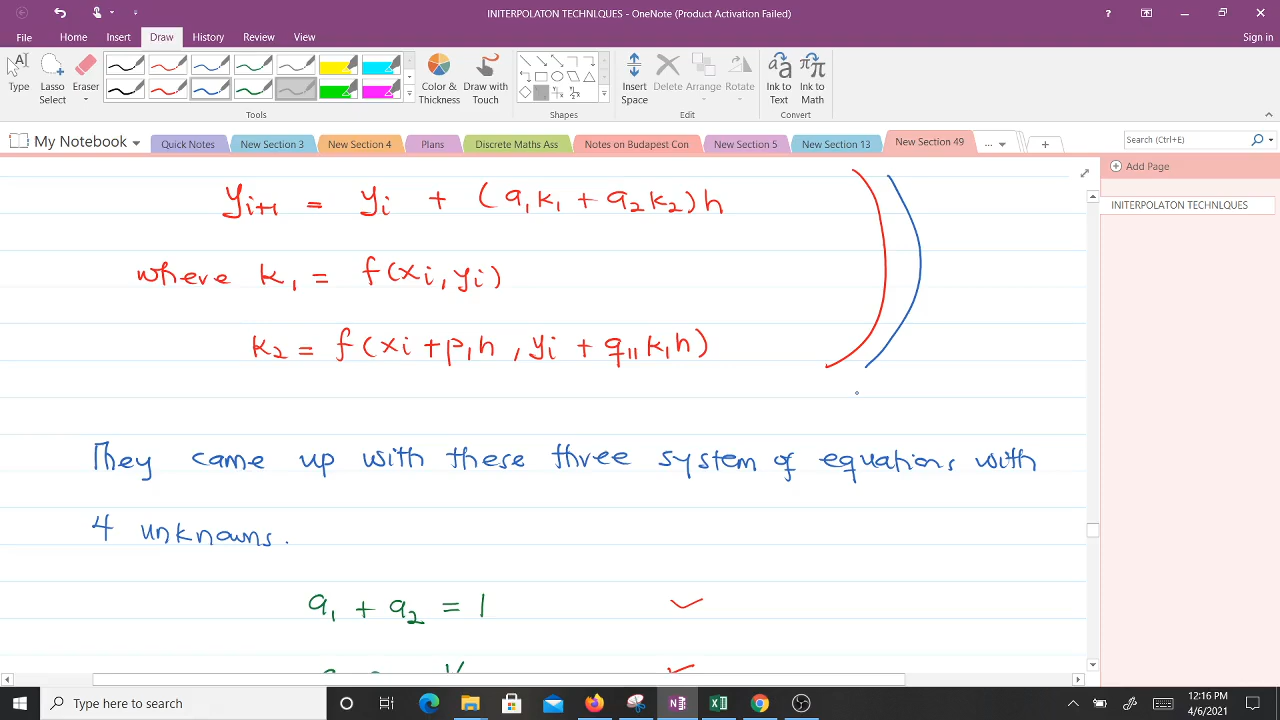 INITERPOLATON TECHNLQUES - OneNote (Product Activation Failed)
Sign in
File Home Insert Draw History Review View
Type Lasso Select Eraser Color & Thickness Draw with Touch Insert Space Delete Arrange Rotate Ink to Text Ink to Math
Tools Shapes Edit Convert
My Notebook Quick Notes New Section 3 New Section 4 Plans Discrete Maths Ass Notes on Budapest Con New Section 5 New Section 13 New Section 49 ... Search (Ctrl+E)
Add Page
INITERPOLATON TECHNLQUES
yi+1 = yi + (a1k1 + a2k2)h
where k1 = f(xi, yi)
k2 = f(xi + p1h, yi + q11k1h)
They came up with these three system of equations with
4 unknowns.
a1 + a2 = 1
Type here to search
12:16 PM
4/6/2021